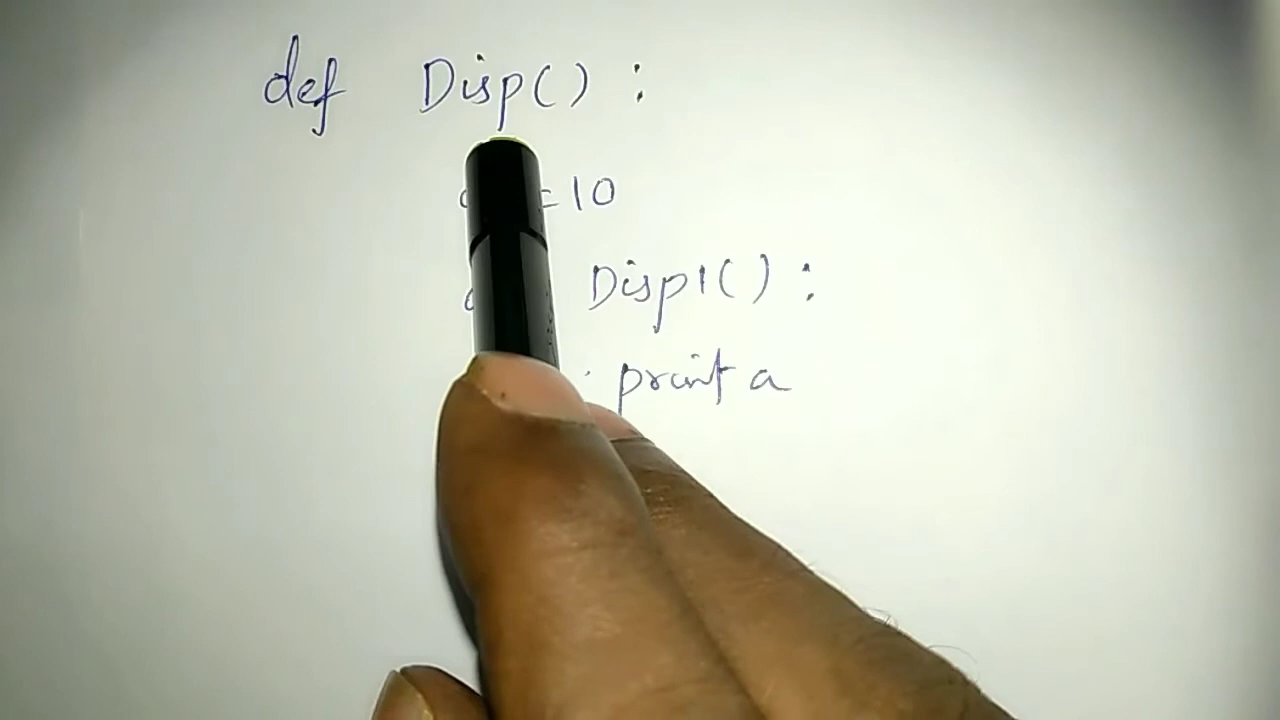 def Disp() :
=10
Disp1() :
print a